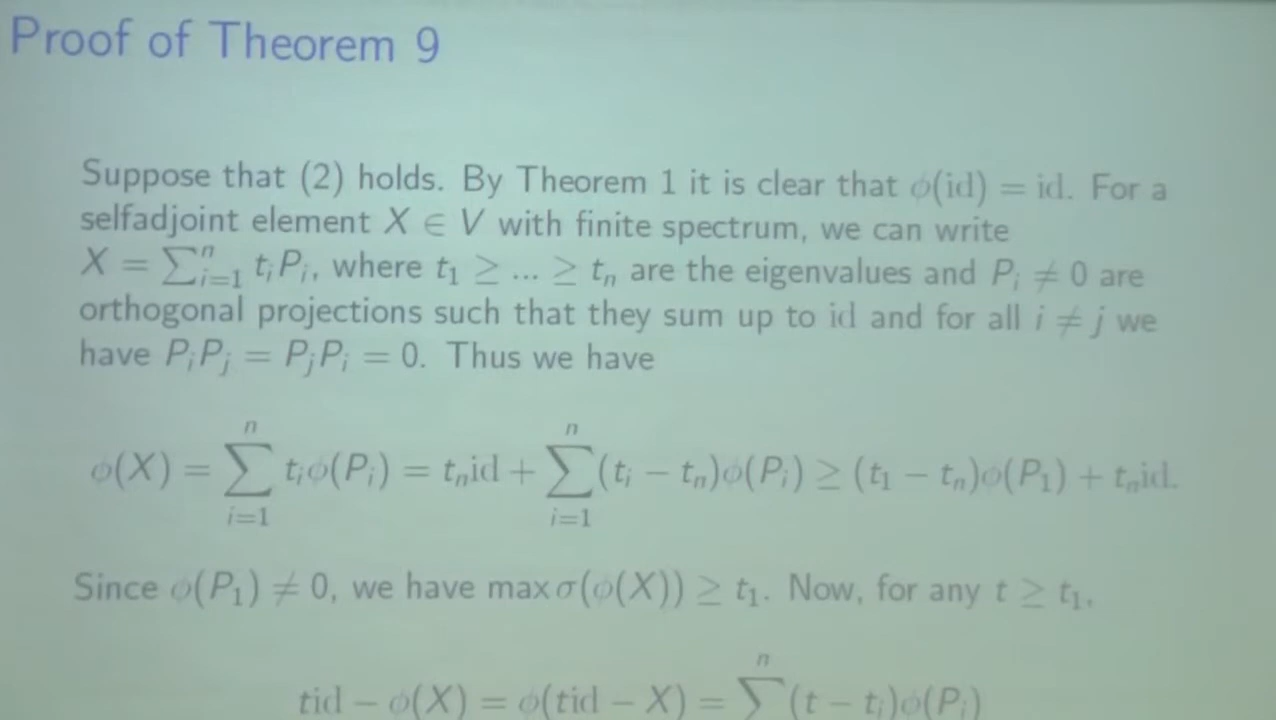 Proof of Theorem 9
Suppose that (2) holds. By Theorem 1 it is clear that ϕ(id) = id. For a
selfadjoint element X ∈ V with finite spectrum, we can write
X = ∑ⁿᵢ₌₁ tᵢPᵢ, where t₁ ≥ ... ≥ tₙ are the eigenvalues and Pᵢ ≠ 0 are
orthogonal projections such that they sum up to id and for all i ≠ j we
have PᵢPⱼ = PⱼPᵢ = 0. Thus we have
ϕ(X) = ∑ⁿᵢ₌₁ tᵢϕ(Pᵢ) = tₙid + ∑ⁿᵢ₌₁ (tᵢ − tₙ)ϕ(Pᵢ) ≥ (t₁ − tₙ)ϕ(P₁) + tₙid.
Since ϕ(P₁) ≠ 0, we have max σ(ϕ(X)) ≥ t₁. Now, for any t ≥ t₁,
tid − ϕ(X) = ϕ(tid − X) = ∑ⁿ (t − tᵢ)ϕ(Pᵢ)